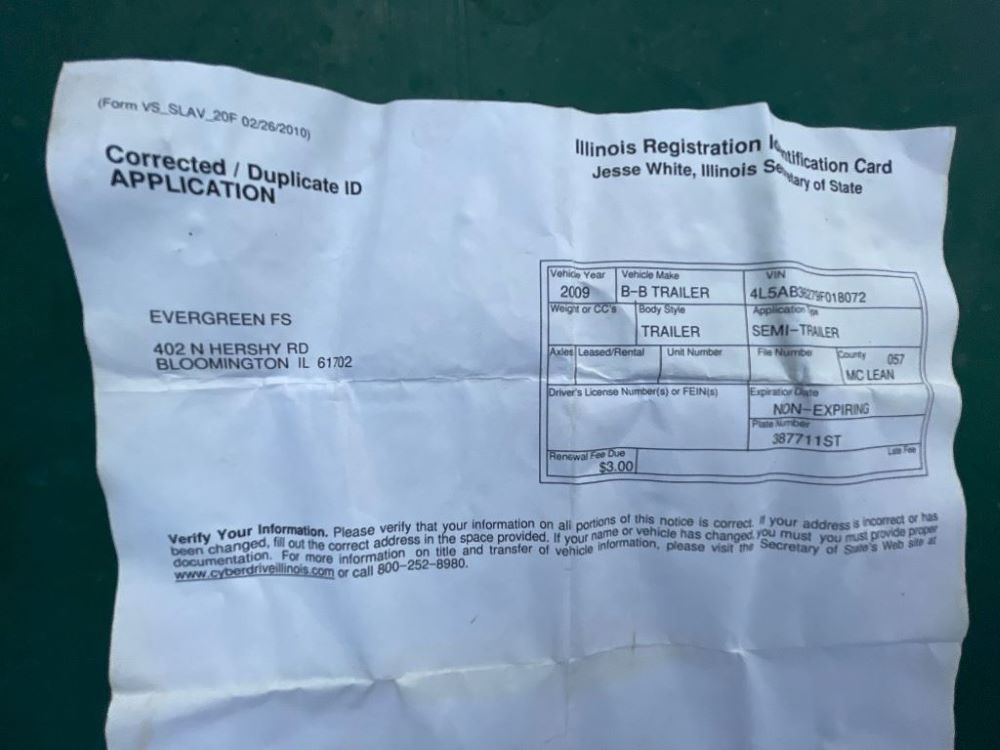 (Form VS_SLAV_20F 02/26/2010)
Corrected / Duplicate ID
APPLICATION
Illinois Registration Identification Card
Jesse White, Illinois Secretary of State
EVERGREEN FS
402 N HERSHY RD
BLOOMINGTON IL 61702
Vehicle Year Vehicle Make VIN
2009 B-B TRAILER 4L5AB36279F018072
Weight or CC's Body Style Application Type
TRAILER SEMI-TRAILER
Axles Leased/Rental Unit Number File Number County 057
MC LEAN
Driver's License Number(s) or FEIN(s) Expiration Date
NON-EXPIRING
Plate Number
387711ST
Renewal Fee Due Late Fee
$3.00
Verify Your Information. Please verify that your information on all portions of this notice is correct. If your address is incorrect or has
been changed, fill out the correct address in the space provided. If your name or vehicle has changed you must you must provide proper
documentation. For more information on title and transfer of vehicle information, please visit the Secretary of State's Web site at
www.cyberdriveillinois.com or call 800-252-8980.